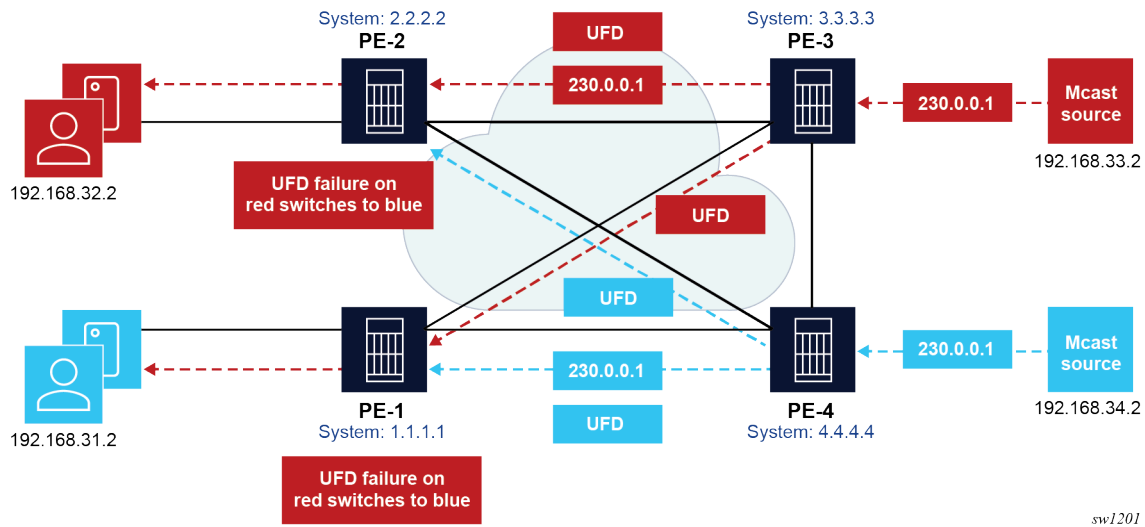 System: 2.2.2.2
PE-2
UFD
System: 3.3.3.3
PE-3
230.0.0.1
230.0.0.1
Mcast
source
192.168.33.2
192.168.32.2
UFD failure on
red switches to blue
UFD
UFD
230.0.0.1
UFD
230.0.0.1
Mcast
source
192.168.34.2
192.168.31.2
PE-1
System: 1.1.1.1
PE-4
System: 4.4.4.4
UFD failure on
red switches to blue
sw1201